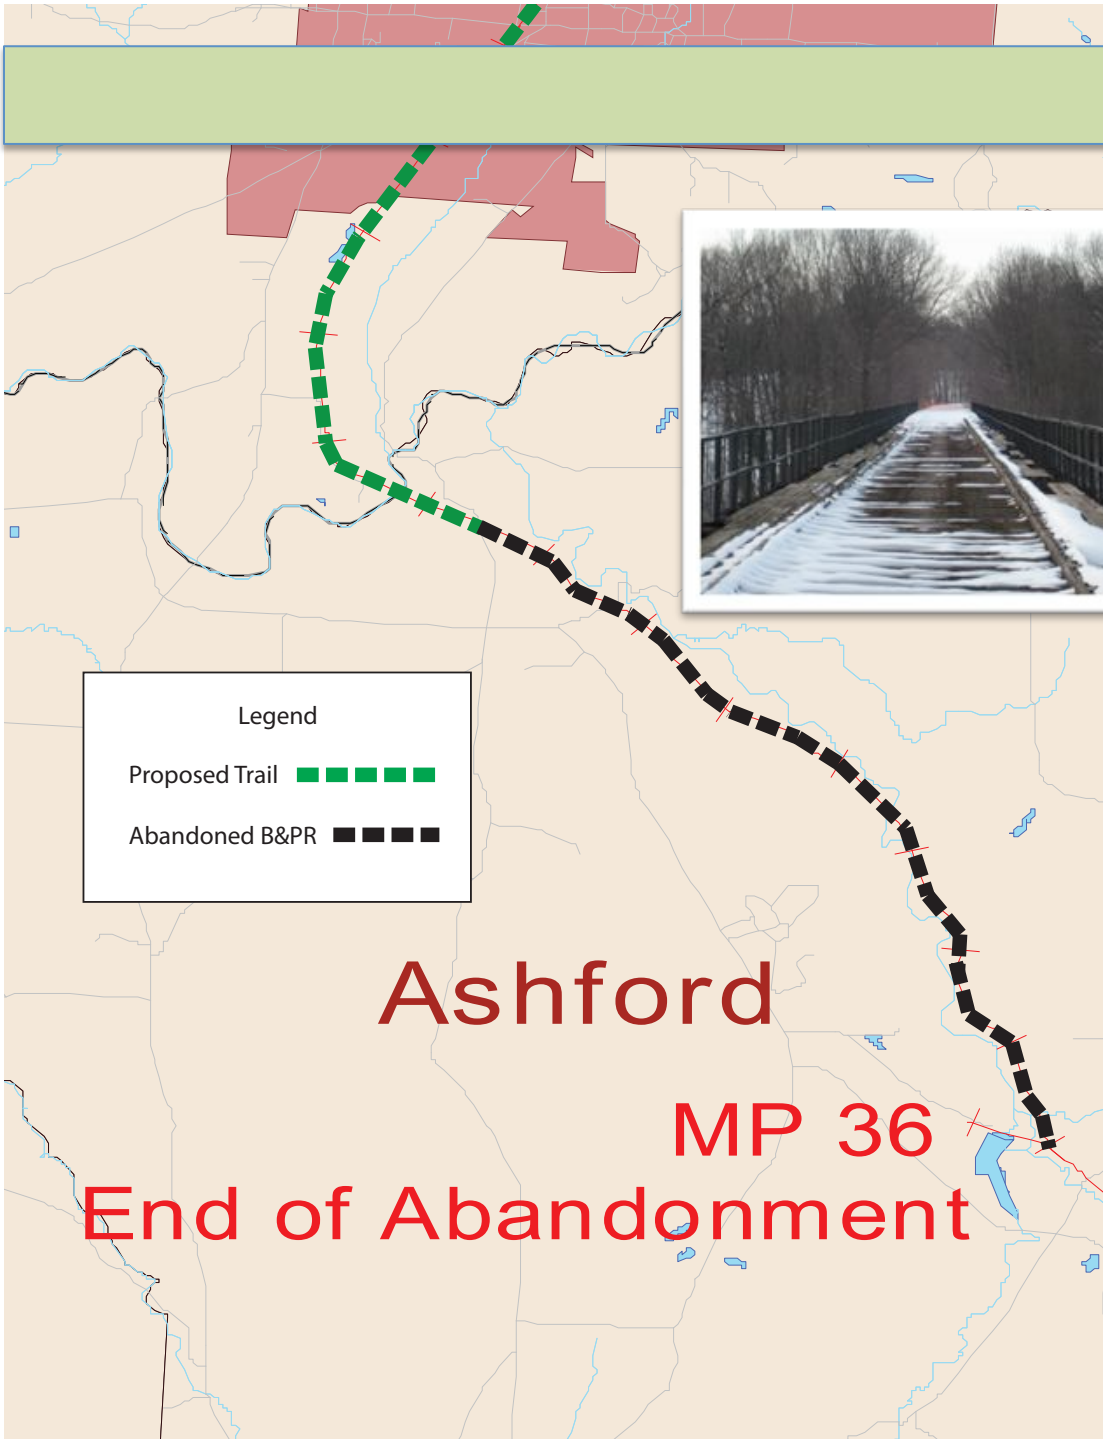 Legend
Proposed Trail
Abandoned B&PR
Ashford
MP 36
End of Abandonment